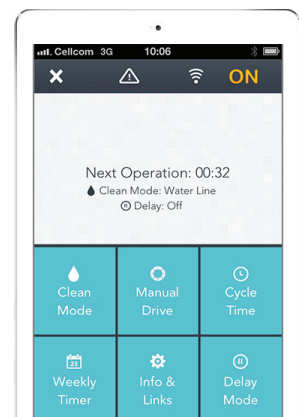 Cellcom 3G 10:06
ON
Next Operation: 00:32
Clean Mode: Water Line
Delay: Off
Clean Manual Cycle
Mode Drive Time
23
Weekly Info & Delay
Timer Links Mode